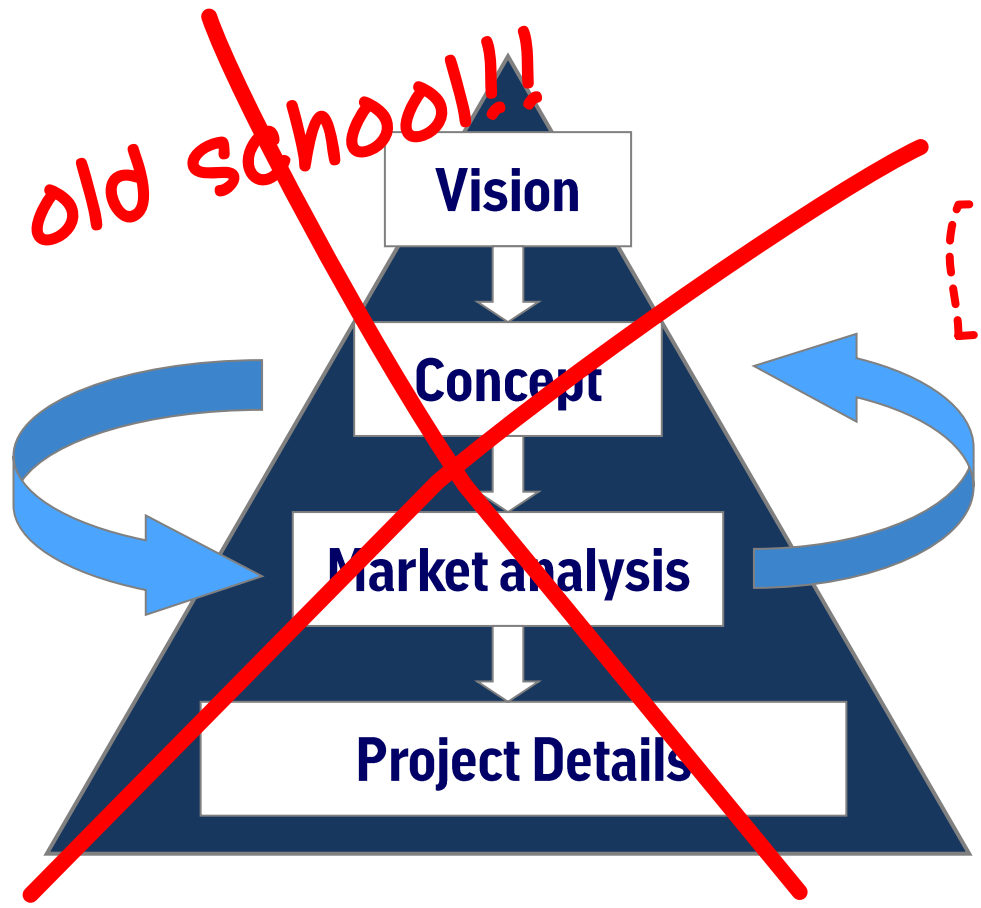 old school!!
Vision
Concept
Market analysis
Project Details